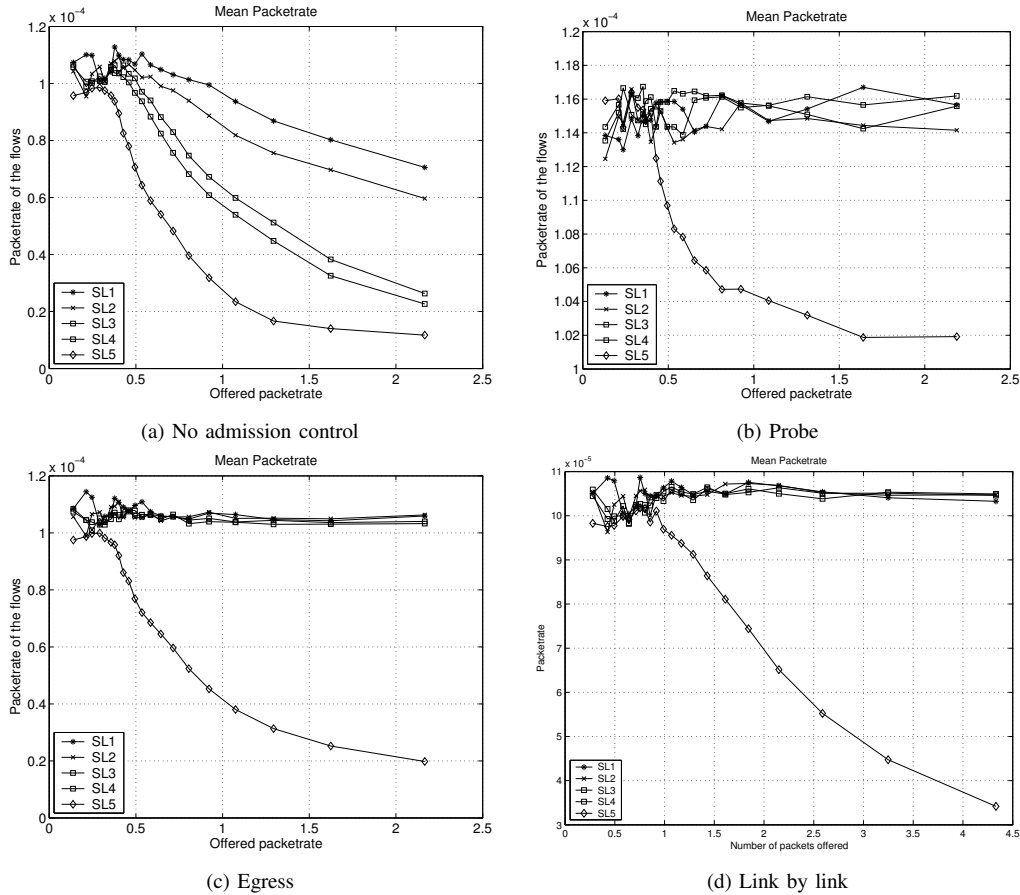 Mean Packetrate
x 10⁻⁴
1.2
1
0.8
0.6
0.4
0.2
0
Packetrate of the flows
SL1
SL2
SL3
SL4
SL5
0 0.5 1 1.5 2 2.5
Offered packetrate
(a) No admission control
Mean Packetrate
x 10⁻⁴
1.2
1.18
1.16
1.14
1.12
1.1
1.08
1.06
1.04
1.02
1
Packetrate of the flows
SL1
SL2
SL3
SL4
SL5
0 0.5 1 1.5 2 2.5
Offered packetrate
(b) Probe
Mean Packetrate
x 10⁻⁴
1.2
1
0.8
0.6
0.4
0.2
0
Packetrate of the flows
SL1
SL2
SL3
SL4
SL5
0 0.5 1 1.5 2 2.5
Offered packetrate
(c) Egress
Mean Packetrate
x 10⁻⁵
11
10
9
8
7
6
5
4
3
Packetrate
SL1
SL2
SL3
SL4
SL5
0 0.5 1 1.5 2 2.5 3 3.5 4 4.5
Number of packets offered
(d) Link by link